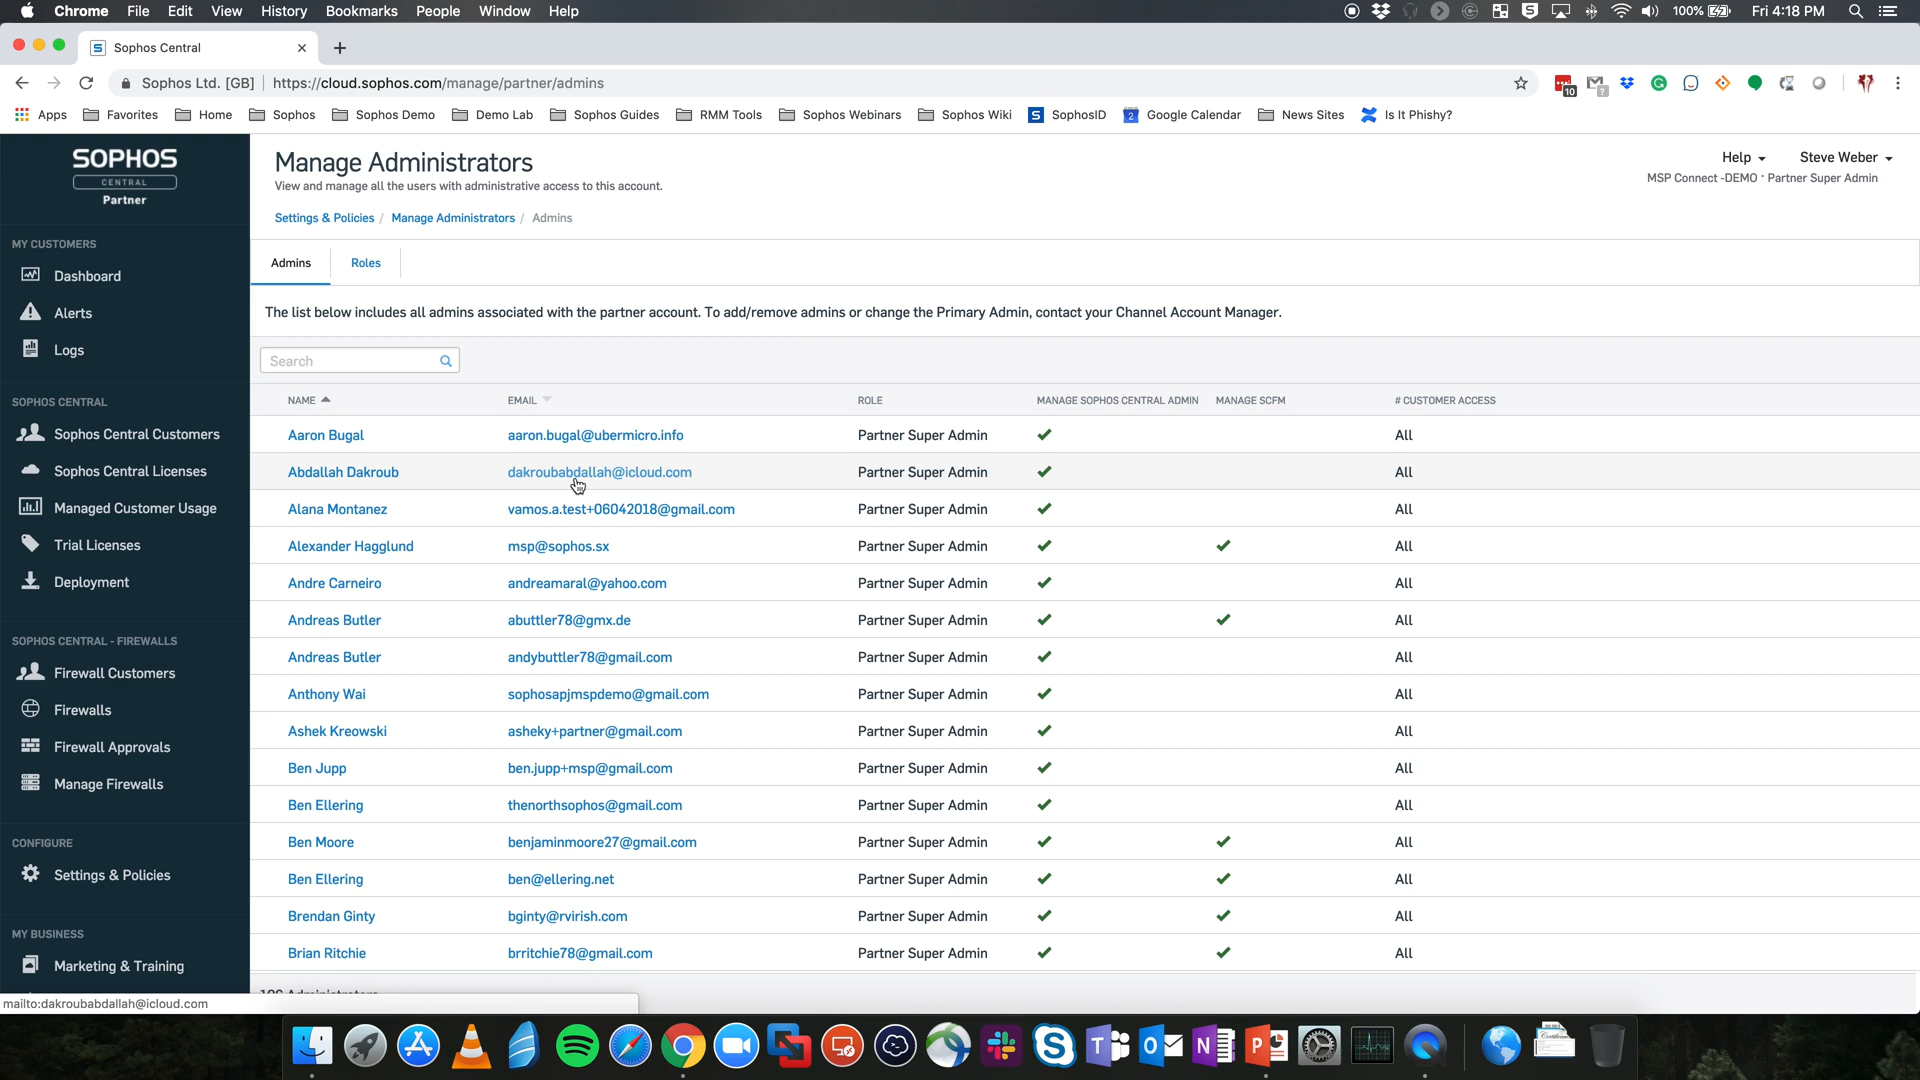 Chrome File Edit View History Bookmarks People Window Help 100% Fri 4:18 PM
Sophos Central
Sophos Ltd. [GB] https://cloud.sophos.com/manage/partner/admins
Apps Favorites Home Sophos Sophos Demo Demo Lab Sophos Guides RMM Tools Sophos Webinars Sophos Wiki SophosID Google Calendar News Sites Is It Phishy?
SOPHOS
CENTRAL
Partner
MY CUSTOMERS
Dashboard
Alerts
Logs
SOPHOS CENTRAL
Sophos Central Customers
Sophos Central Licenses
Managed Customer Usage
Trial Licenses
Deployment
SOPHOS CENTRAL - FIREWALLS
Firewall Customers
Firewalls
Firewall Approvals
Manage Firewalls
CONFIGURE
Settings & Policies
MY BUSINESS
Marketing & Training
Manage Administrators
View and manage all the users with administrative access to this account.
Help Steve Weber
MSP Connect -DEMO · Partner Super Admin
Settings & Policies / Manage Administrators / Admins
Admins Roles
The list below includes all admins associated with the partner account. To add/remove admins or change the Primary Admin, contact your Channel Account Manager.
Search
NAME EMAIL ROLE MANAGE SOPHOS CENTRAL ADMIN MANAGE SCFM # CUSTOMER ACCESS
Aaron Bugal aaron.bugal@ubermicro.info Partner Super Admin ✔ All
Abdallah Dakroub dakroubabdallah@icloud.com Partner Super Admin ✔ All
Alana Montanez vamos.a.test+06042018@gmail.com Partner Super Admin ✔ All
Alexander Hagglund msp@sophos.sx Partner Super Admin ✔ ✔ All
Andre Carneiro andreamaral@yahoo.com Partner Super Admin ✔ All
Andreas Butler abuttler78@gmx.de Partner Super Admin ✔ ✔ All
Andreas Butler andybuttler78@gmail.com Partner Super Admin ✔ All
Anthony Wai sophosapjmspdemo@gmail.com Partner Super Admin ✔ All
Ashek Kreowski asheky+partner@gmail.com Partner Super Admin ✔ All
Ben Jupp ben.jupp+msp@gmail.com Partner Super Admin ✔ All
Ben Ellering thenorthsophos@gmail.com Partner Super Admin ✔ All
Ben Moore benjaminmoore27@gmail.com Partner Super Admin ✔ ✔ All
Ben Ellering ben@ellering.net Partner Super Admin ✔ ✔ All
Brendan Ginty bginty@rvirish.com Partner Super Admin ✔ ✔ All
Brian Ritchie brritchie78@gmail.com Partner Super Admin ✔ ✔ All
mailto:dakroubabdallah@icloud.com